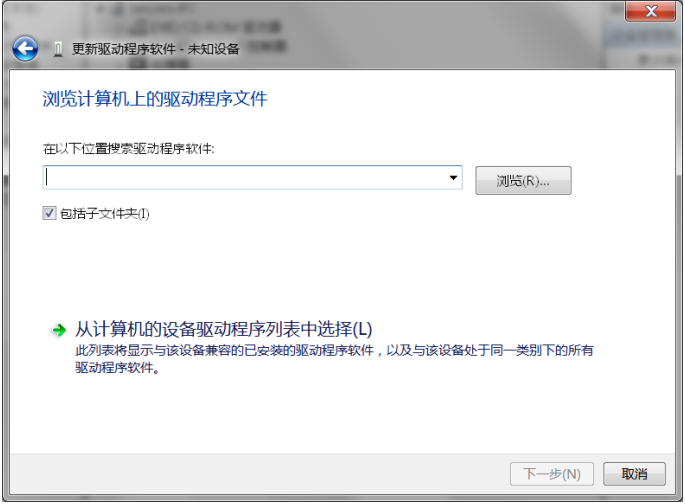 更新驱动程序软件 - 未知设备
浏览计算机上的驱动程序文件
在以下位置搜索驱动程序软件:
浏览(R)...
包括子文件夹(I)
从计算机的设备驱动程序列表中选择(L)
此列表将显示与该设备兼容的已安装的驱动程序软件，以及与该设备处于同一类别下的所有
驱动程序软件。
下一步(N)
取消